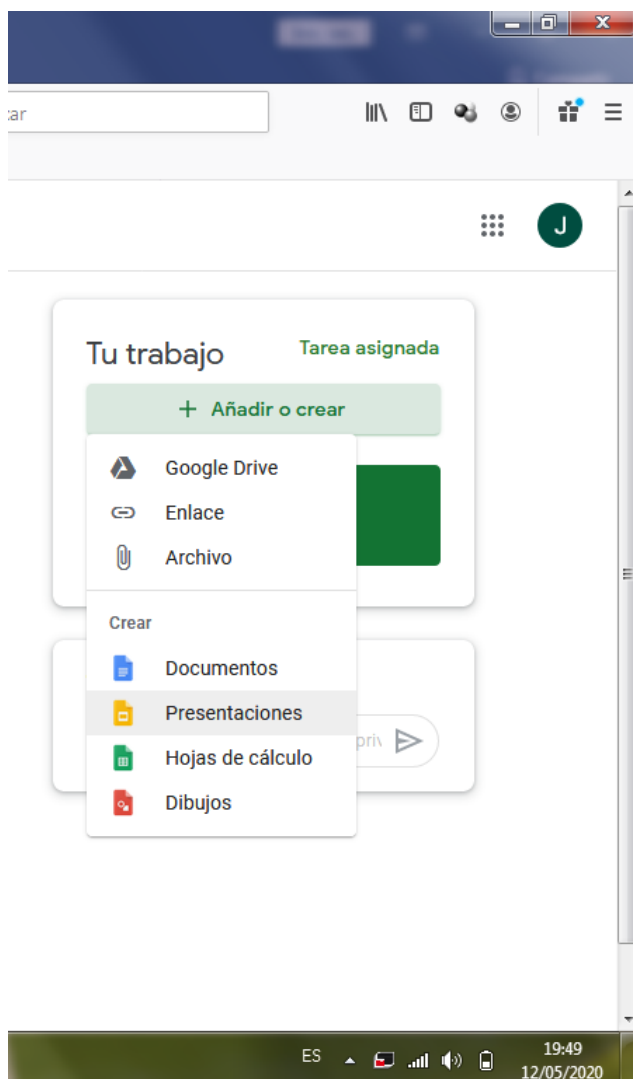 car
J
Tu trabajo
Tarea asignada
+ Añadir o crear
Google Drive
Enlace
Archivo
Crear
Documentos
Presentaciones
Hojas de cálculo
Dibujos
priv
ES
19:49
12/05/2020